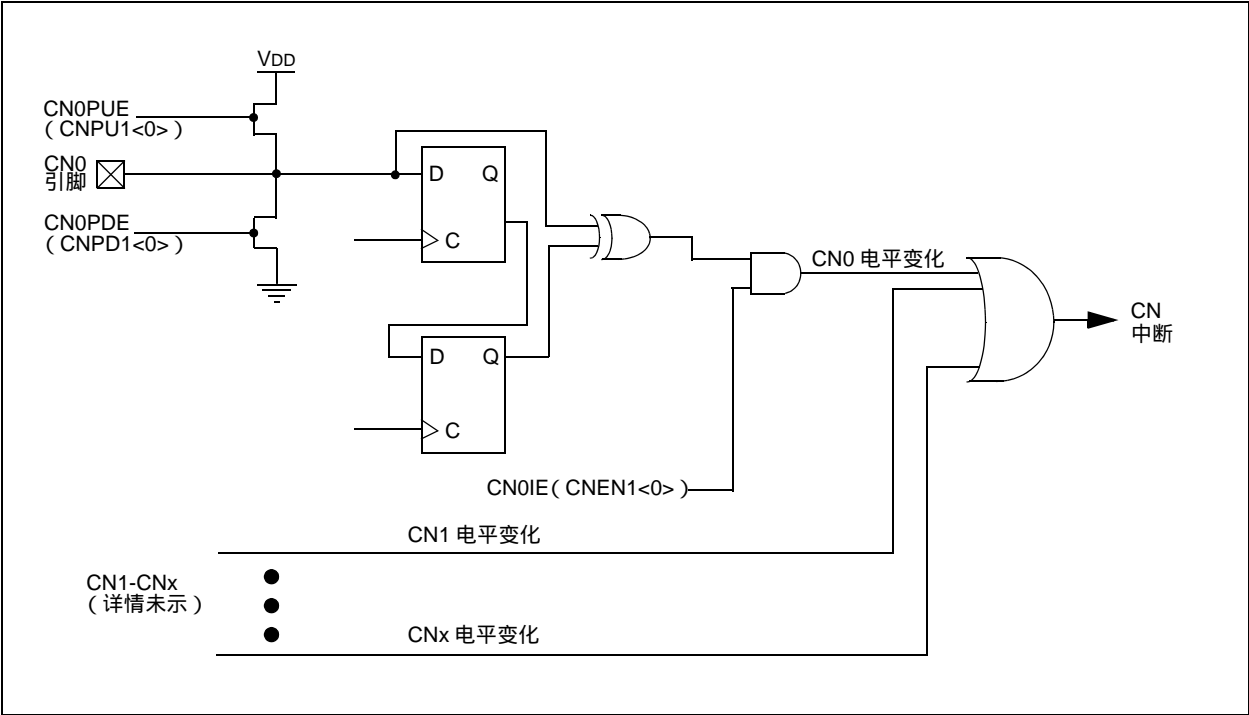 VDD
CN0PUE
（CNPU1<0>）
CN0
引脚
CN0PDE
（CNPD1<0>）
D Q
C
D Q
C
CN0 电平变化
CN
中断
CN0IE（CNEN1<0>）
CN1 电平变化
CN1-CNx
（详情未示）
CNx 电平变化